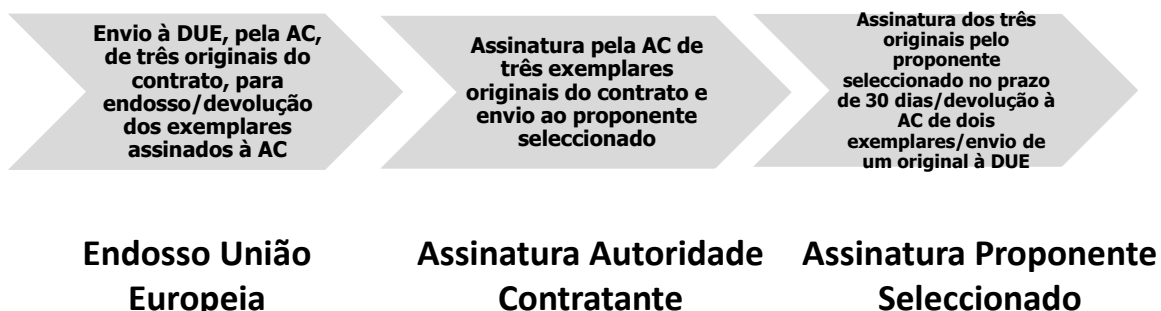 Envio à DUE, pela AC,
de três originais do
contrato, para
endosso/devolução
dos exemplares
assinados à AC
Assinatura pela AC de
três exemplares
originais do contrato e
envio ao proponente
seleccionado
Assinatura dos três
originais pelo
proponente
seleccionado no prazo
de 30 dias/devolução à
AC de dois
exemplares/envio de
um original à DUE
Endosso União
Europeia
Assinatura Autoridade
Contratante
Assinatura Proponente
Seleccionado